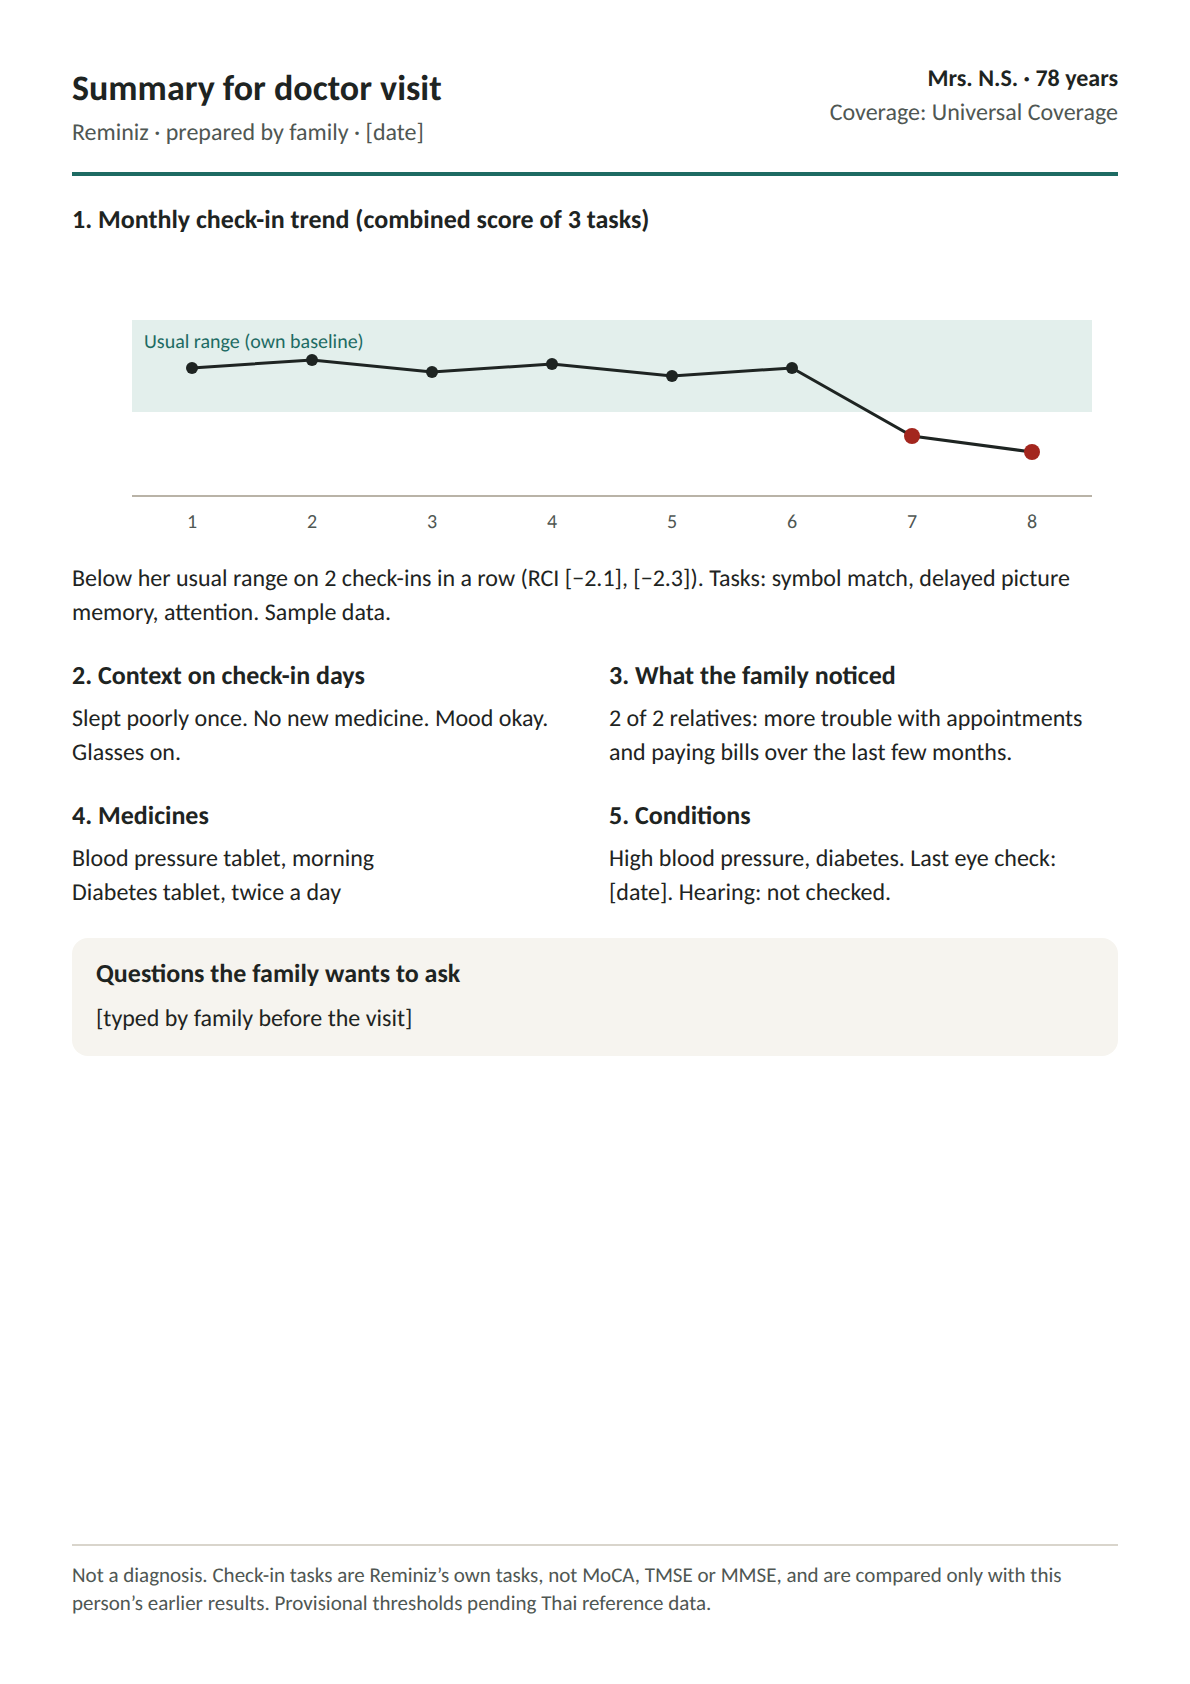 Summary for doctor visit
Reminiz · prepared by family · [date]
Mrs. N.S. · 78 years
Coverage: Universal Coverage
1. Monthly check-in trend (combined score of 3 tasks)
Usual range (own baseline)
1 2 3 4 5 6 7 8
Below her usual range on 2 check-ins in a row (RCI [−2.1], [−2.3]). Tasks: symbol match, delayed picture
memory, attention. Sample data.
2. Context on check-in days
Slept poorly once. No new medicine. Mood okay.
Glasses on.
3. What the family noticed
2 of 2 relatives: more trouble with appointments
and paying bills over the last few months.
4. Medicines
Blood pressure tablet, morning
Diabetes tablet, twice a day
5. Conditions
High blood pressure, diabetes. Last eye check:
[date]. Hearing: not checked.
Questions the family wants to ask
[typed by family before the visit]
Not a diagnosis. Check-in tasks are Reminiz’s own tasks, not MoCA, TMSE or MMSE, and are compared only with this
person’s earlier results. Provisional thresholds pending Thai reference data.